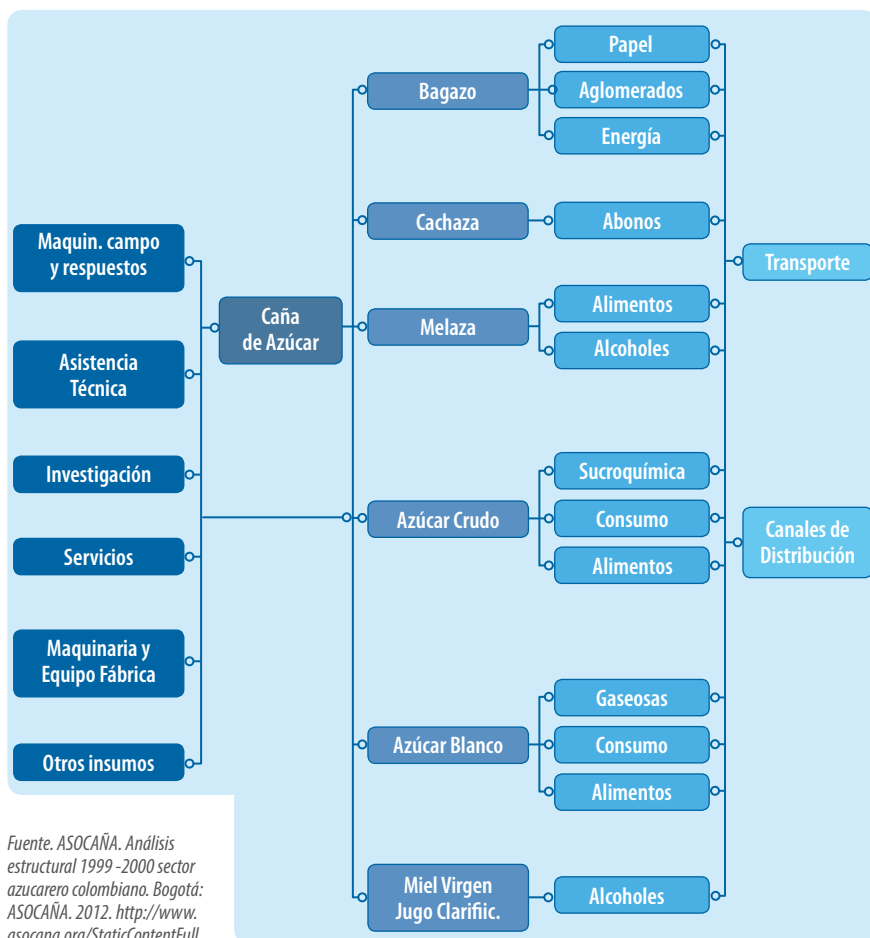 Maquin. campo
y respuestos
Asistencia
Técnica
Investigación
Servicios
Maquinaria y
Equipo Fábrica
Otros insumos
Caña
de Azúcar
Bagazo
Cachaza
Melaza
Azúcar Crudo
Azúcar Blanco
Miel Virgen
Jugo Clarifiic.
Papel
Aglomerados
Energía
Abonos
Alimentos
Alcoholes
Sucroquímica
Consumo
Alimentos
Gaseosas
Consumo
Alimentos
Alcoholes
Transporte
Canales de
Distribución
Fuente. ASOCAÑA. Análisis
estructural 1999 -2000 sector
azucarero colombiano. Bogotá:
ASOCAÑA. 2012. http://www.
asocana.org/StaticContentFull